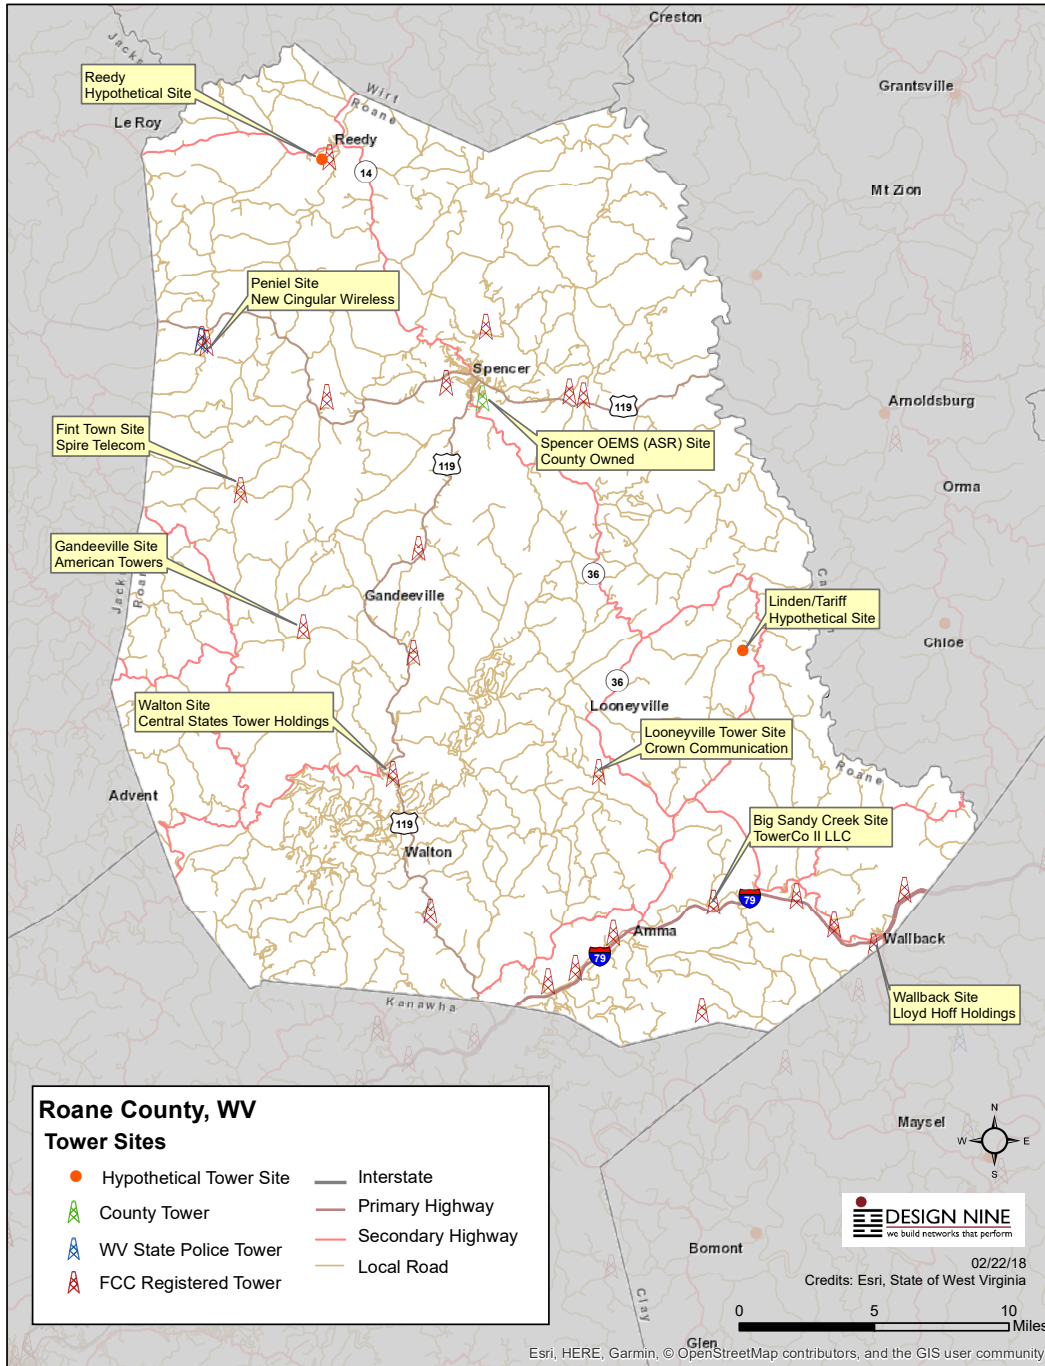 Creston
Grantsville
Jacks
Wirt
Roane
Reedy
Hypothetical Site
Le Roy
Reedy
14
Mt Zion
Peniel Site
New Cingular Wireless
Spencer
119
Arnoldsburg
Fint Town Site
Spire Telecom
Spencer OEMS (ASR) Site
County Owned
119
Orma
Gandeeville Site
American Towers
36
Jack
Roan
Ca
Gandeeville
Linden/Tariff
Hypothetical Site
Chloe
36
Looneyville
Walton Site
Central States Tower Holdings
Looneyville Tower Site
Crown Communication
Roane
Advent
Big Sandy Creek Site
TowerCo II LLC
119
Walton
79
Amma
Wallback
79
Kanawha
Wallback Site
Lloyd Hoff Holdings
Roane County, WV
Tower Sites
Hypothetical Tower Site
County Tower
WV State Police Tower
FCC Registered Tower
Interstate
Primary Highway
Secondary Highway
Local Road
Maysel
N
W
E
S
DESIGN NINE
we build networks that perform
Bomont
02/22/18
Credits: Esri, State of West Virginia
Clay
0 5 10
Miles
Glen
Esri, HERE, Garmin, © OpenStreetMap contributors, and the GIS user community